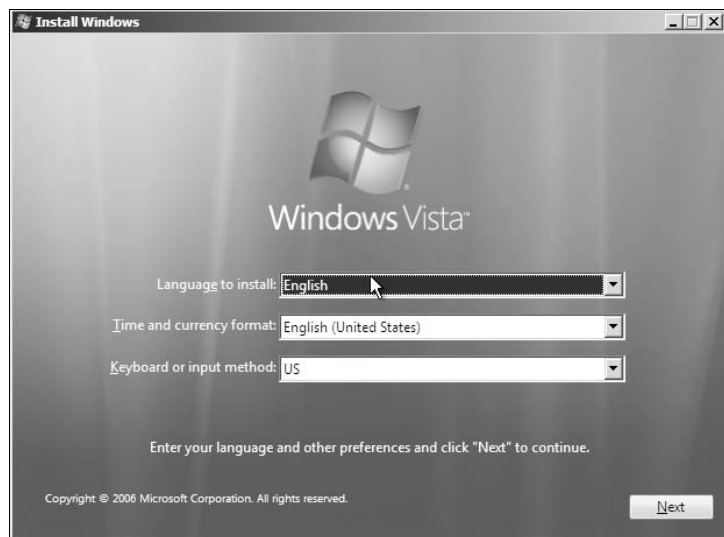 Install Windows
Windows Vista™
Language to install: English
Time and currency format: English (United States)
Keyboard or input method: US
Enter your language and other preferences and click "Next" to continue.
Copyright © 2006 Microsoft Corporation. All rights reserved.
Next